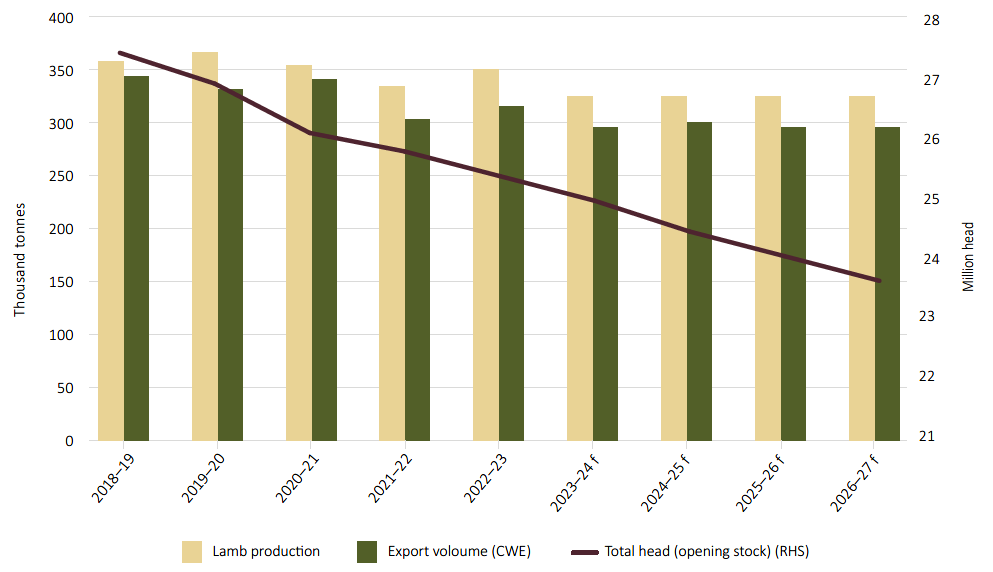 400
350
300
250
200
150
100
50
0
Thousand tonnes
28
27
26
25
24
23
22
21
Million head
2018–19
2019–20
2020–21
2021–22
2022–23
2023–24 f
2024–25 f
2025–26 f
2026–27 f
Lamb production
Export voloume (CWE)
Total head (opening stock) (RHS)